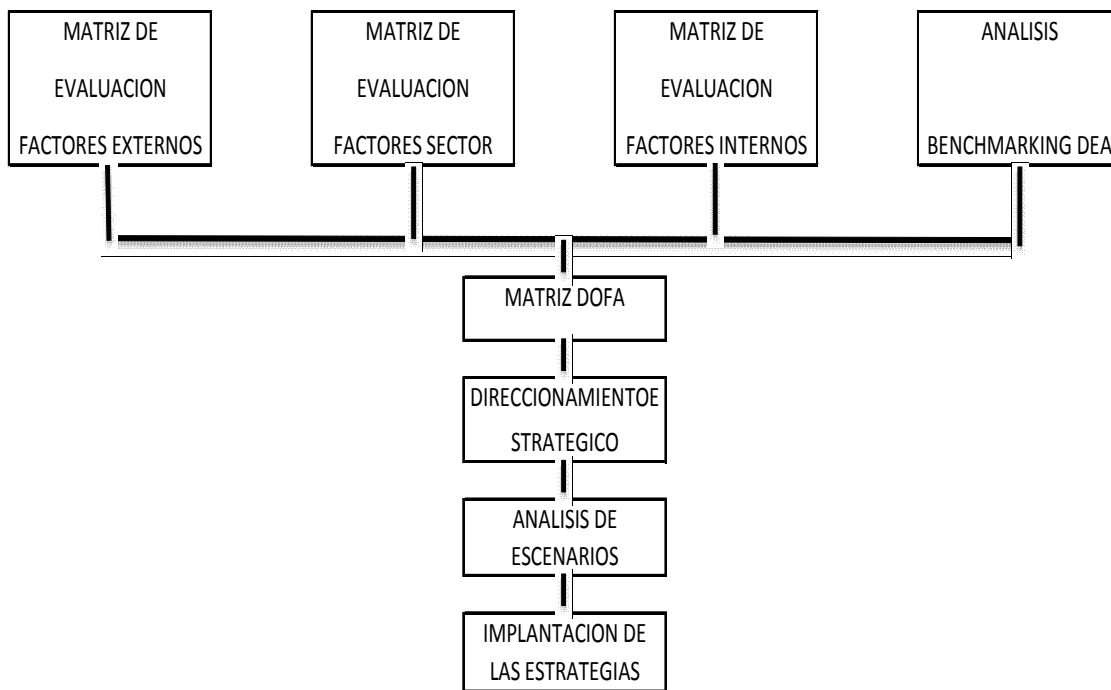 MATRIZ DE
EVALUACION
FACTORES EXTERNOS
MATRIZ DE
EVALUACION
FACTORES SECTOR
MATRIZ DE
EVALUACION
FACTORES INTERNOS
ANALISIS
BENCHMARKING DEA
MATRIZ DOFA
DIRECCIONAMIENTOE
STRATEGICO
ANALISIS DE
ESCENARIOS
IMPLANTACION DE
LAS ESTRATEGIAS